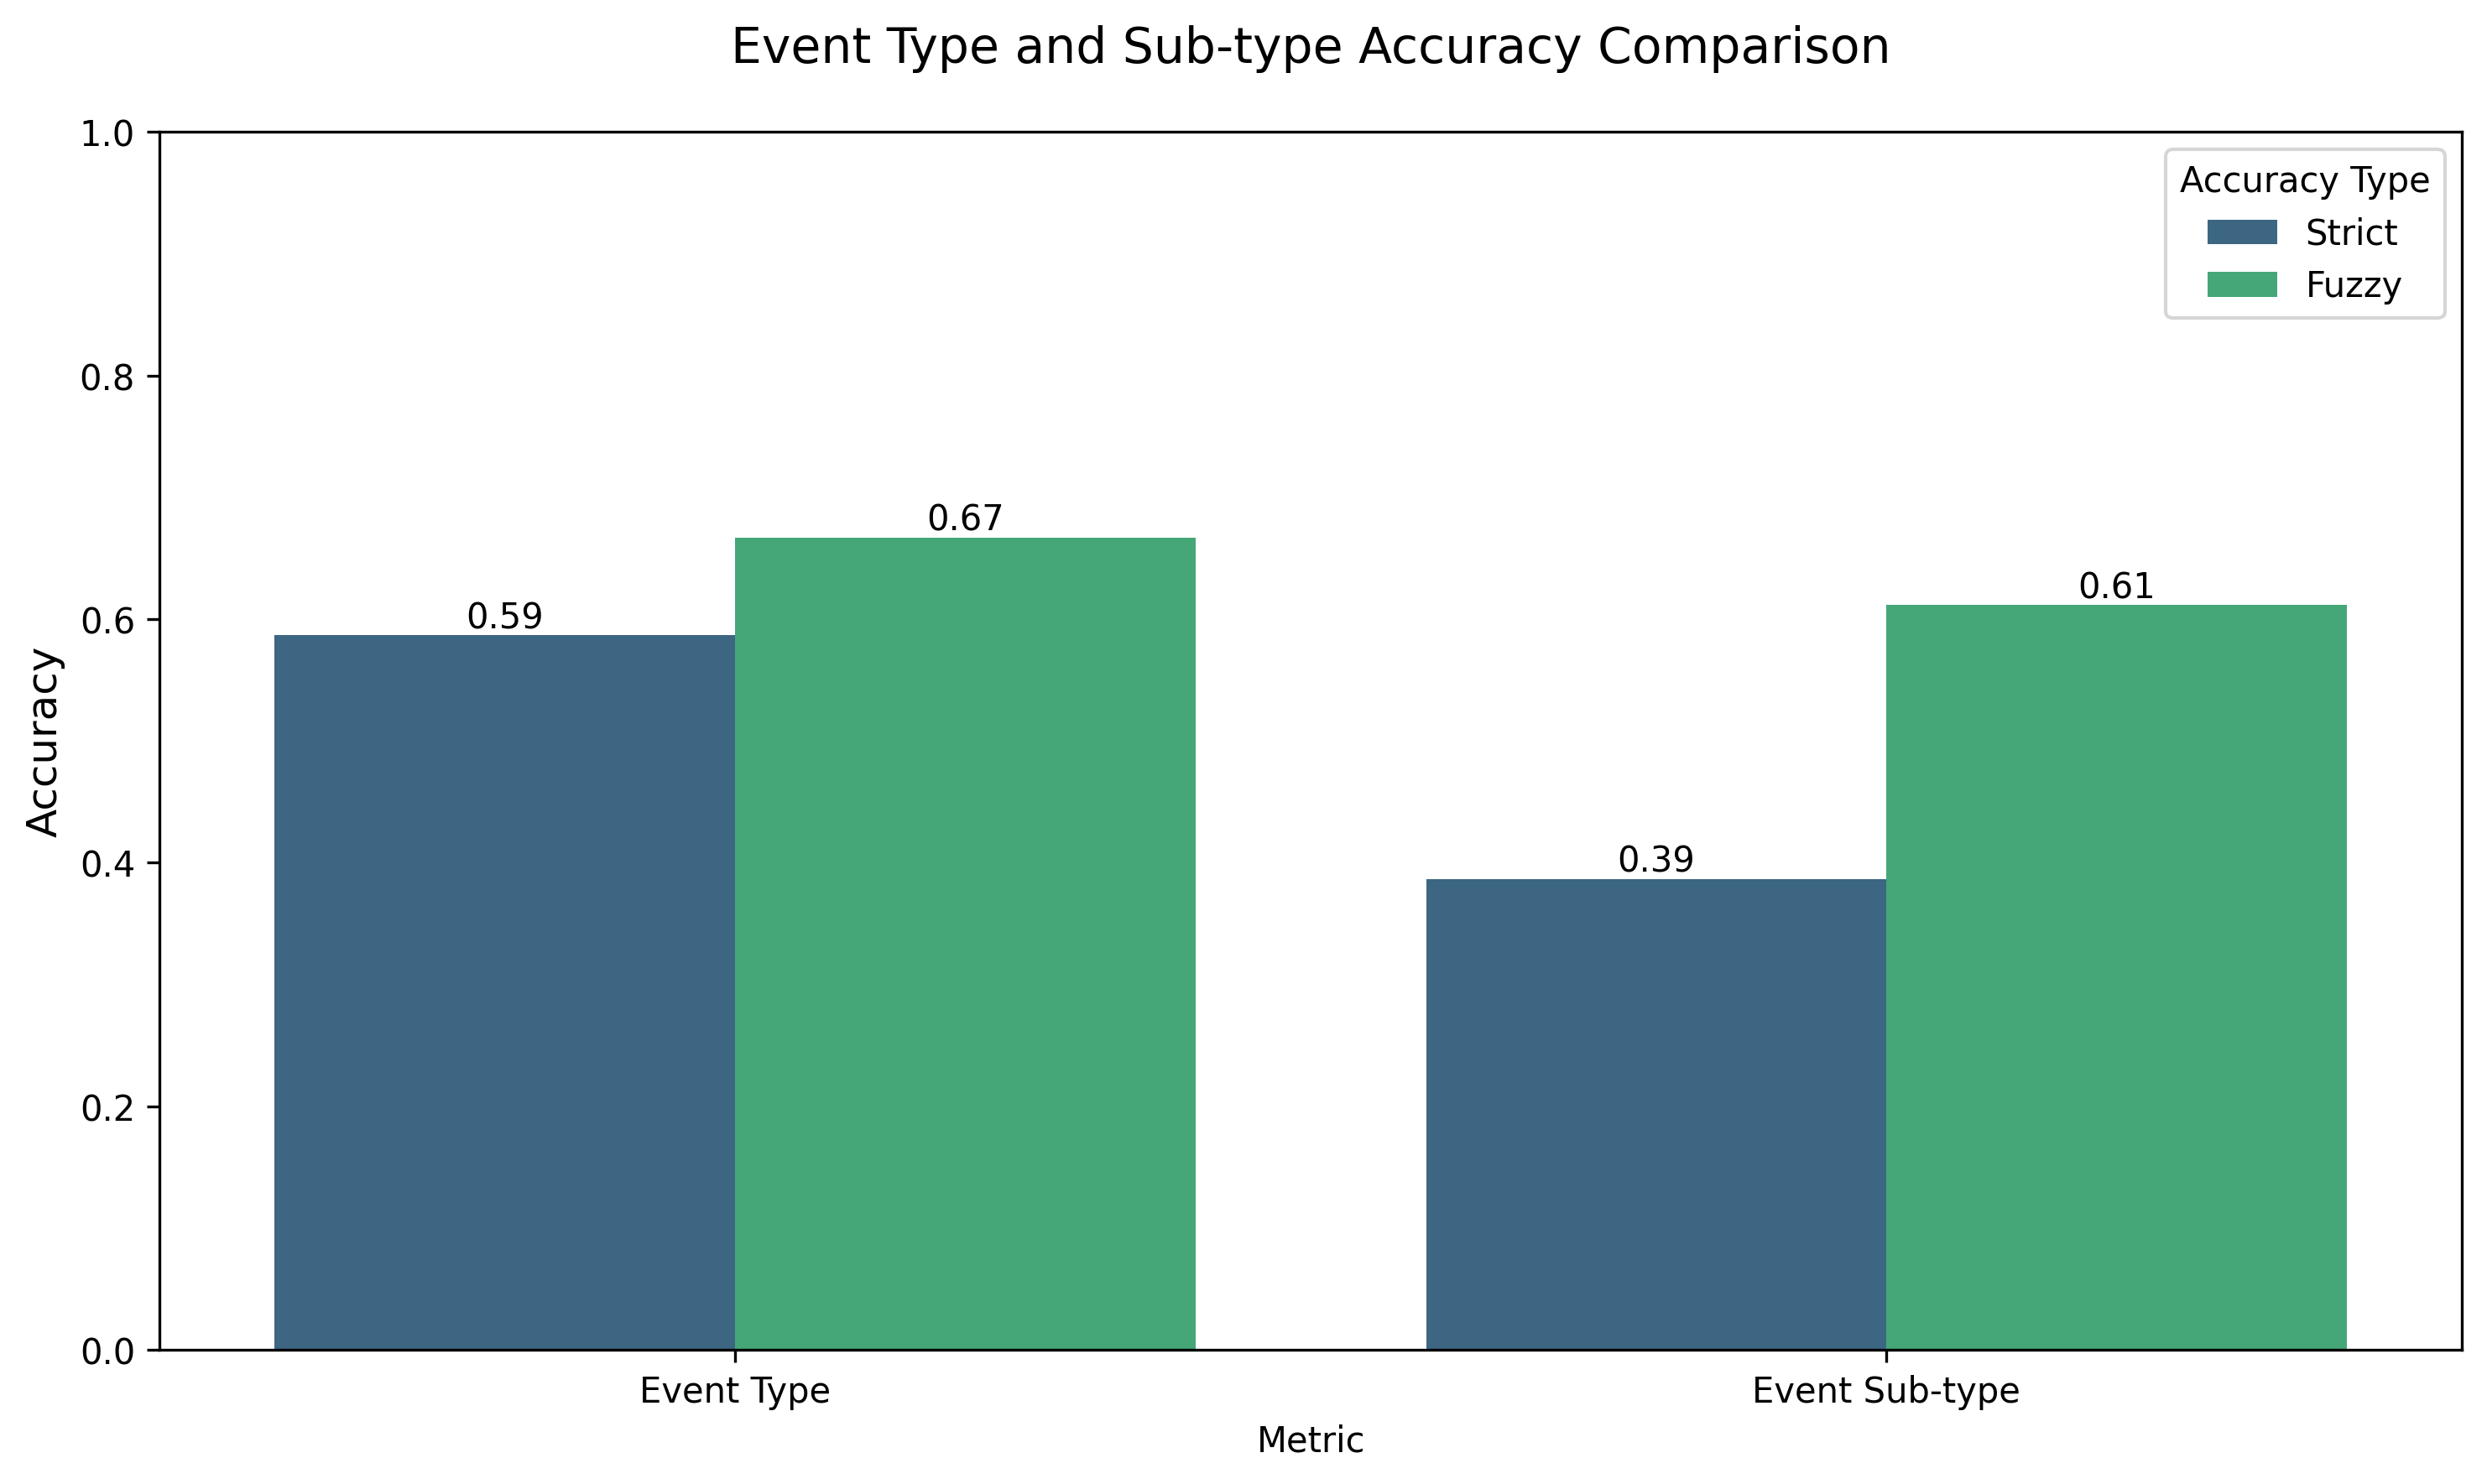 Event Type and Sub-type Accuracy Comparison
1.0
0.8
0.6
0.4
0.2
0.0
Accuracy
Accuracy Type
Strict
Fuzzy
0.59
0.67
0.39
0.61
Event Type
Event Sub-type
Metric